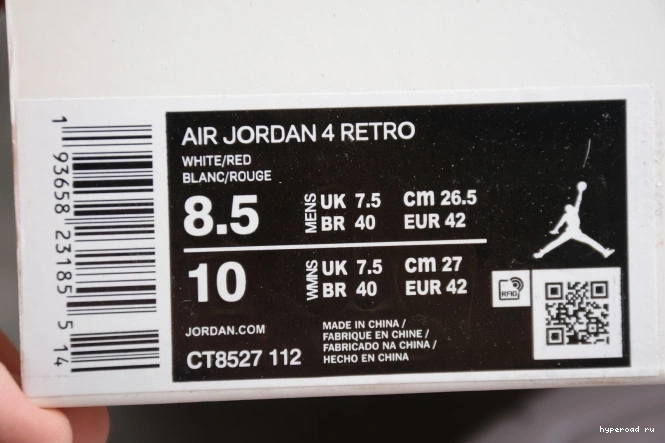 1 93658 23185 5 14
AIR JORDAN 4 RETRO
WHITE/RED
BLANC/ROUGE
8.5 MENS UK 7.5 cm 26.5
BR 40 EUR 42
10 WMNS UK 7.5 cm 27
BR 40 EUR 42
RFID
JORDAN.COM
CT8527 112
MADE IN CHINA /
FABRIQUE EN CHINE /
FABRICADO NA CHINA /
HECHO EN CHINA
hyperoad ru